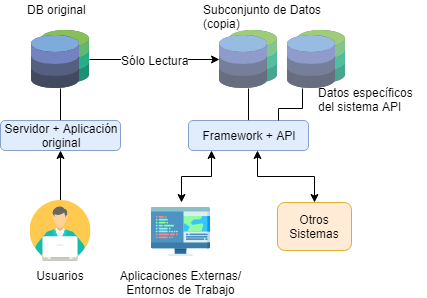 DB original
Subconjunto de Datos
(copia)
Sólo Lectura
Datos específicos
del sistema API
Servidor + Aplicación
original
Framework + API
Otros
Sistemas
Usuarios
Aplicaciones Externas/
Entornos de Trabajo